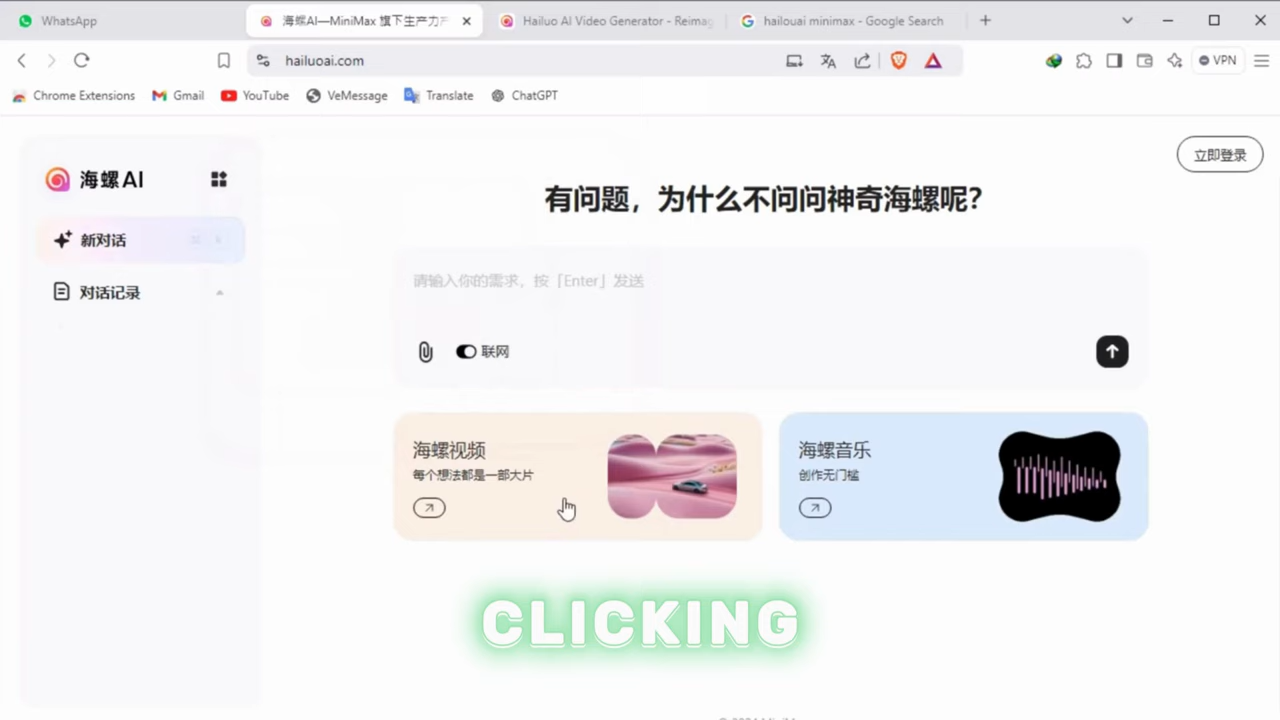 WhatsApp
海螺AI—MiniMax 旗下生产力产
Hailuo AI Video Generator - Reimag
hailouai minimax - Google Search
hailuoai.com
VPN
Chrome Extensions
Gmail
YouTube
VeMessage
Translate
ChatGPT
海螺AI
立即登录
新对话
对话记录
有问题，为什么不问问神奇海螺呢?
请输入你的需求，按「Enter」发送
联网
海螺视频
每个想法都是一部大片
海螺音乐
创作无门槛
CLICKING